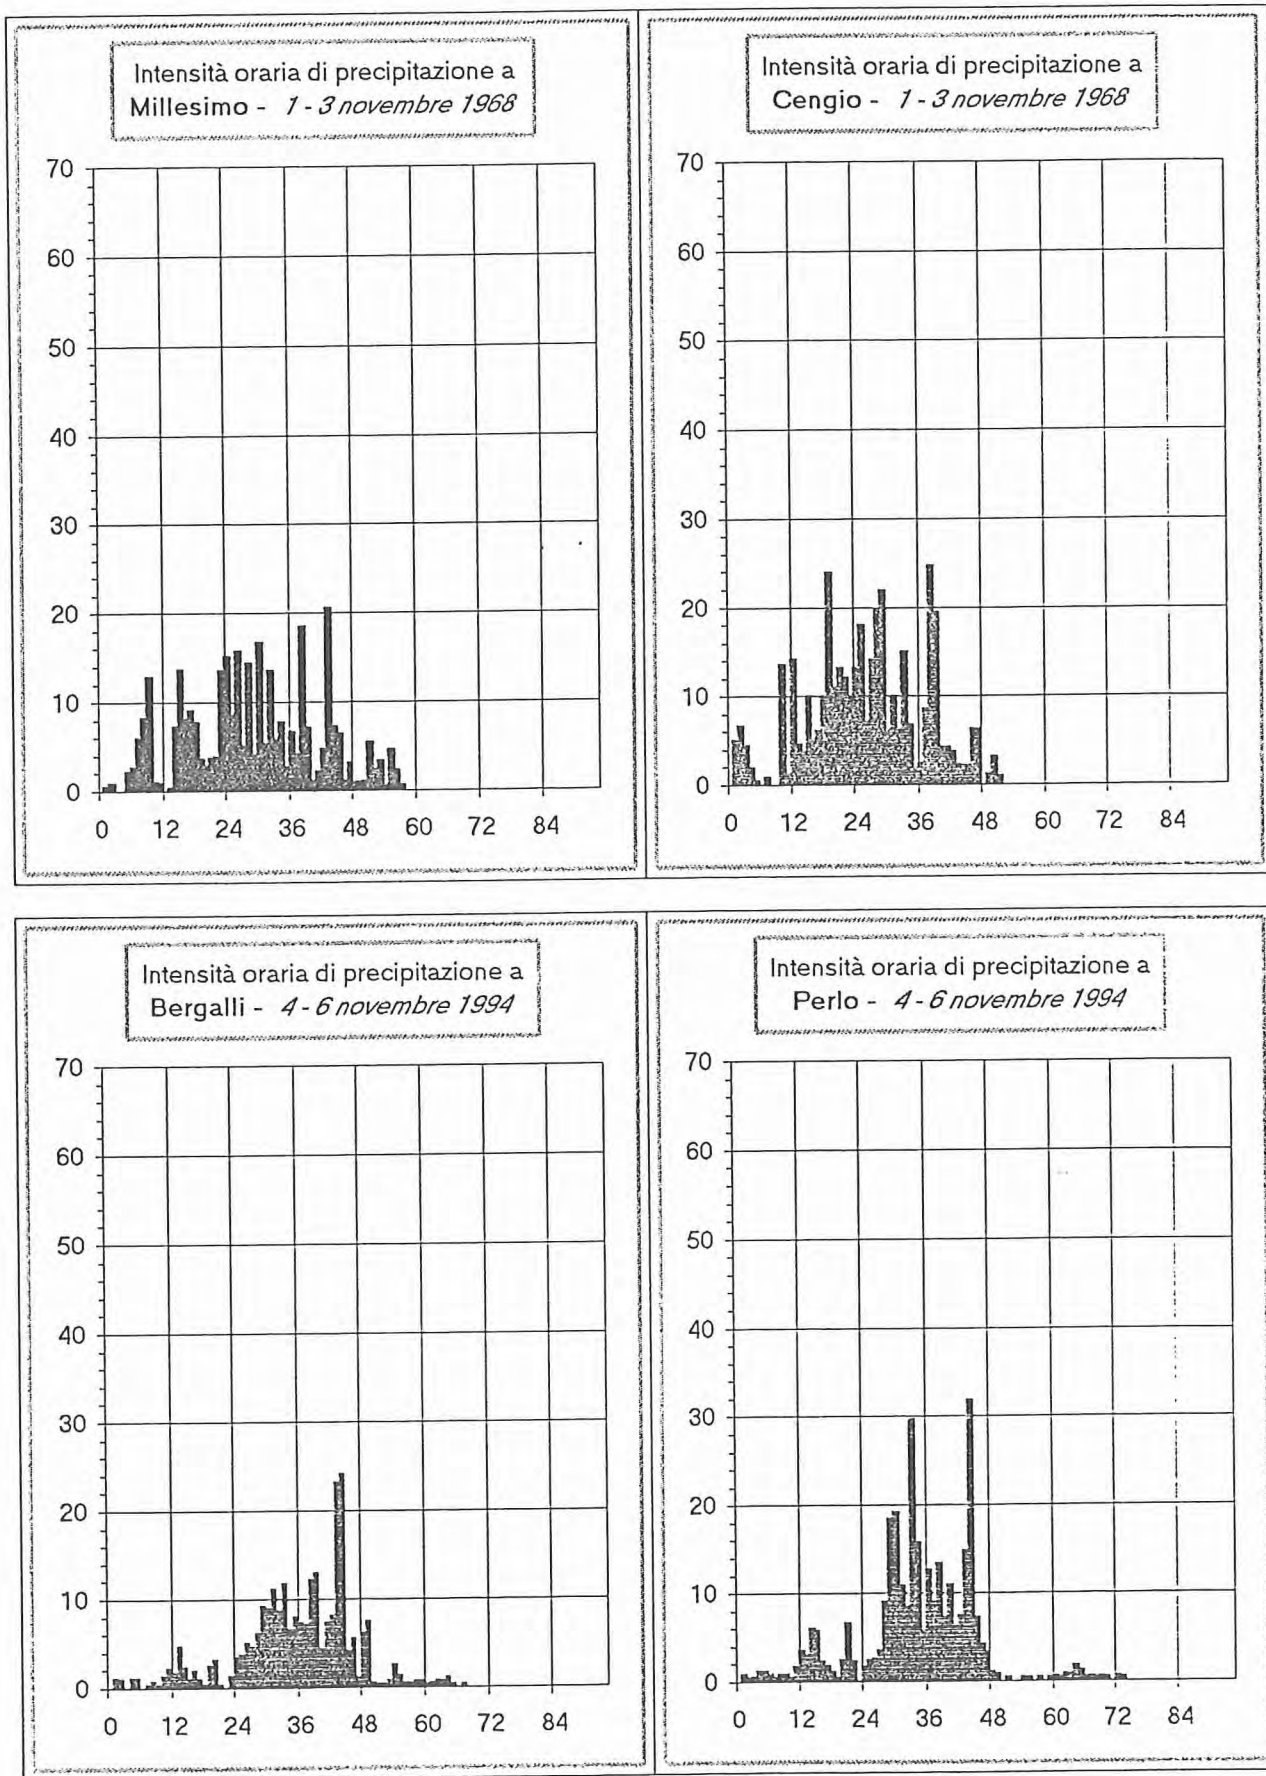 Intensità oraria di precipitazione a
Millesimo - 1 - 3 novembre 1968
70
60
50
40
30
20
10
0
0 12 24 36 48 60 72 84
Intensità oraria di precipitazione a
Cengio - 1 - 3 novembre 1968
70
60
50
40
30
20
10
0
0 12 24 36 48 60 72 84
Intensità oraria di precipitazione a
Bergalli - 4 - 6 novembre 1994
70
60
50
40
30
20
10
0
0 12 24 36 48 60 72 84
Intensità oraria di precipitazione a
Perlo - 4 - 6 novembre 1994
70
60
50
40
30
20
10
0
0 12 24 36 48 60 72 84